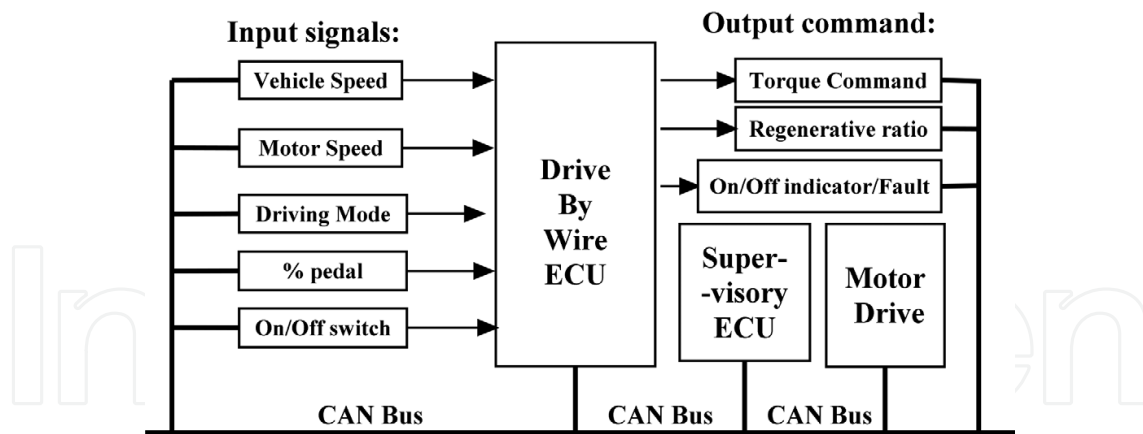 Input signals:
Vehicle Speed
Motor Speed
Driving Mode
% pedal
On/Off switch
Drive
By
Wire
ECU
Output command:
Torque Command
Regenerative ratio
On/Off indicator/Fault
Super-
-visory
ECU
Motor
Drive
CAN Bus
CAN Bus
CAN Bus